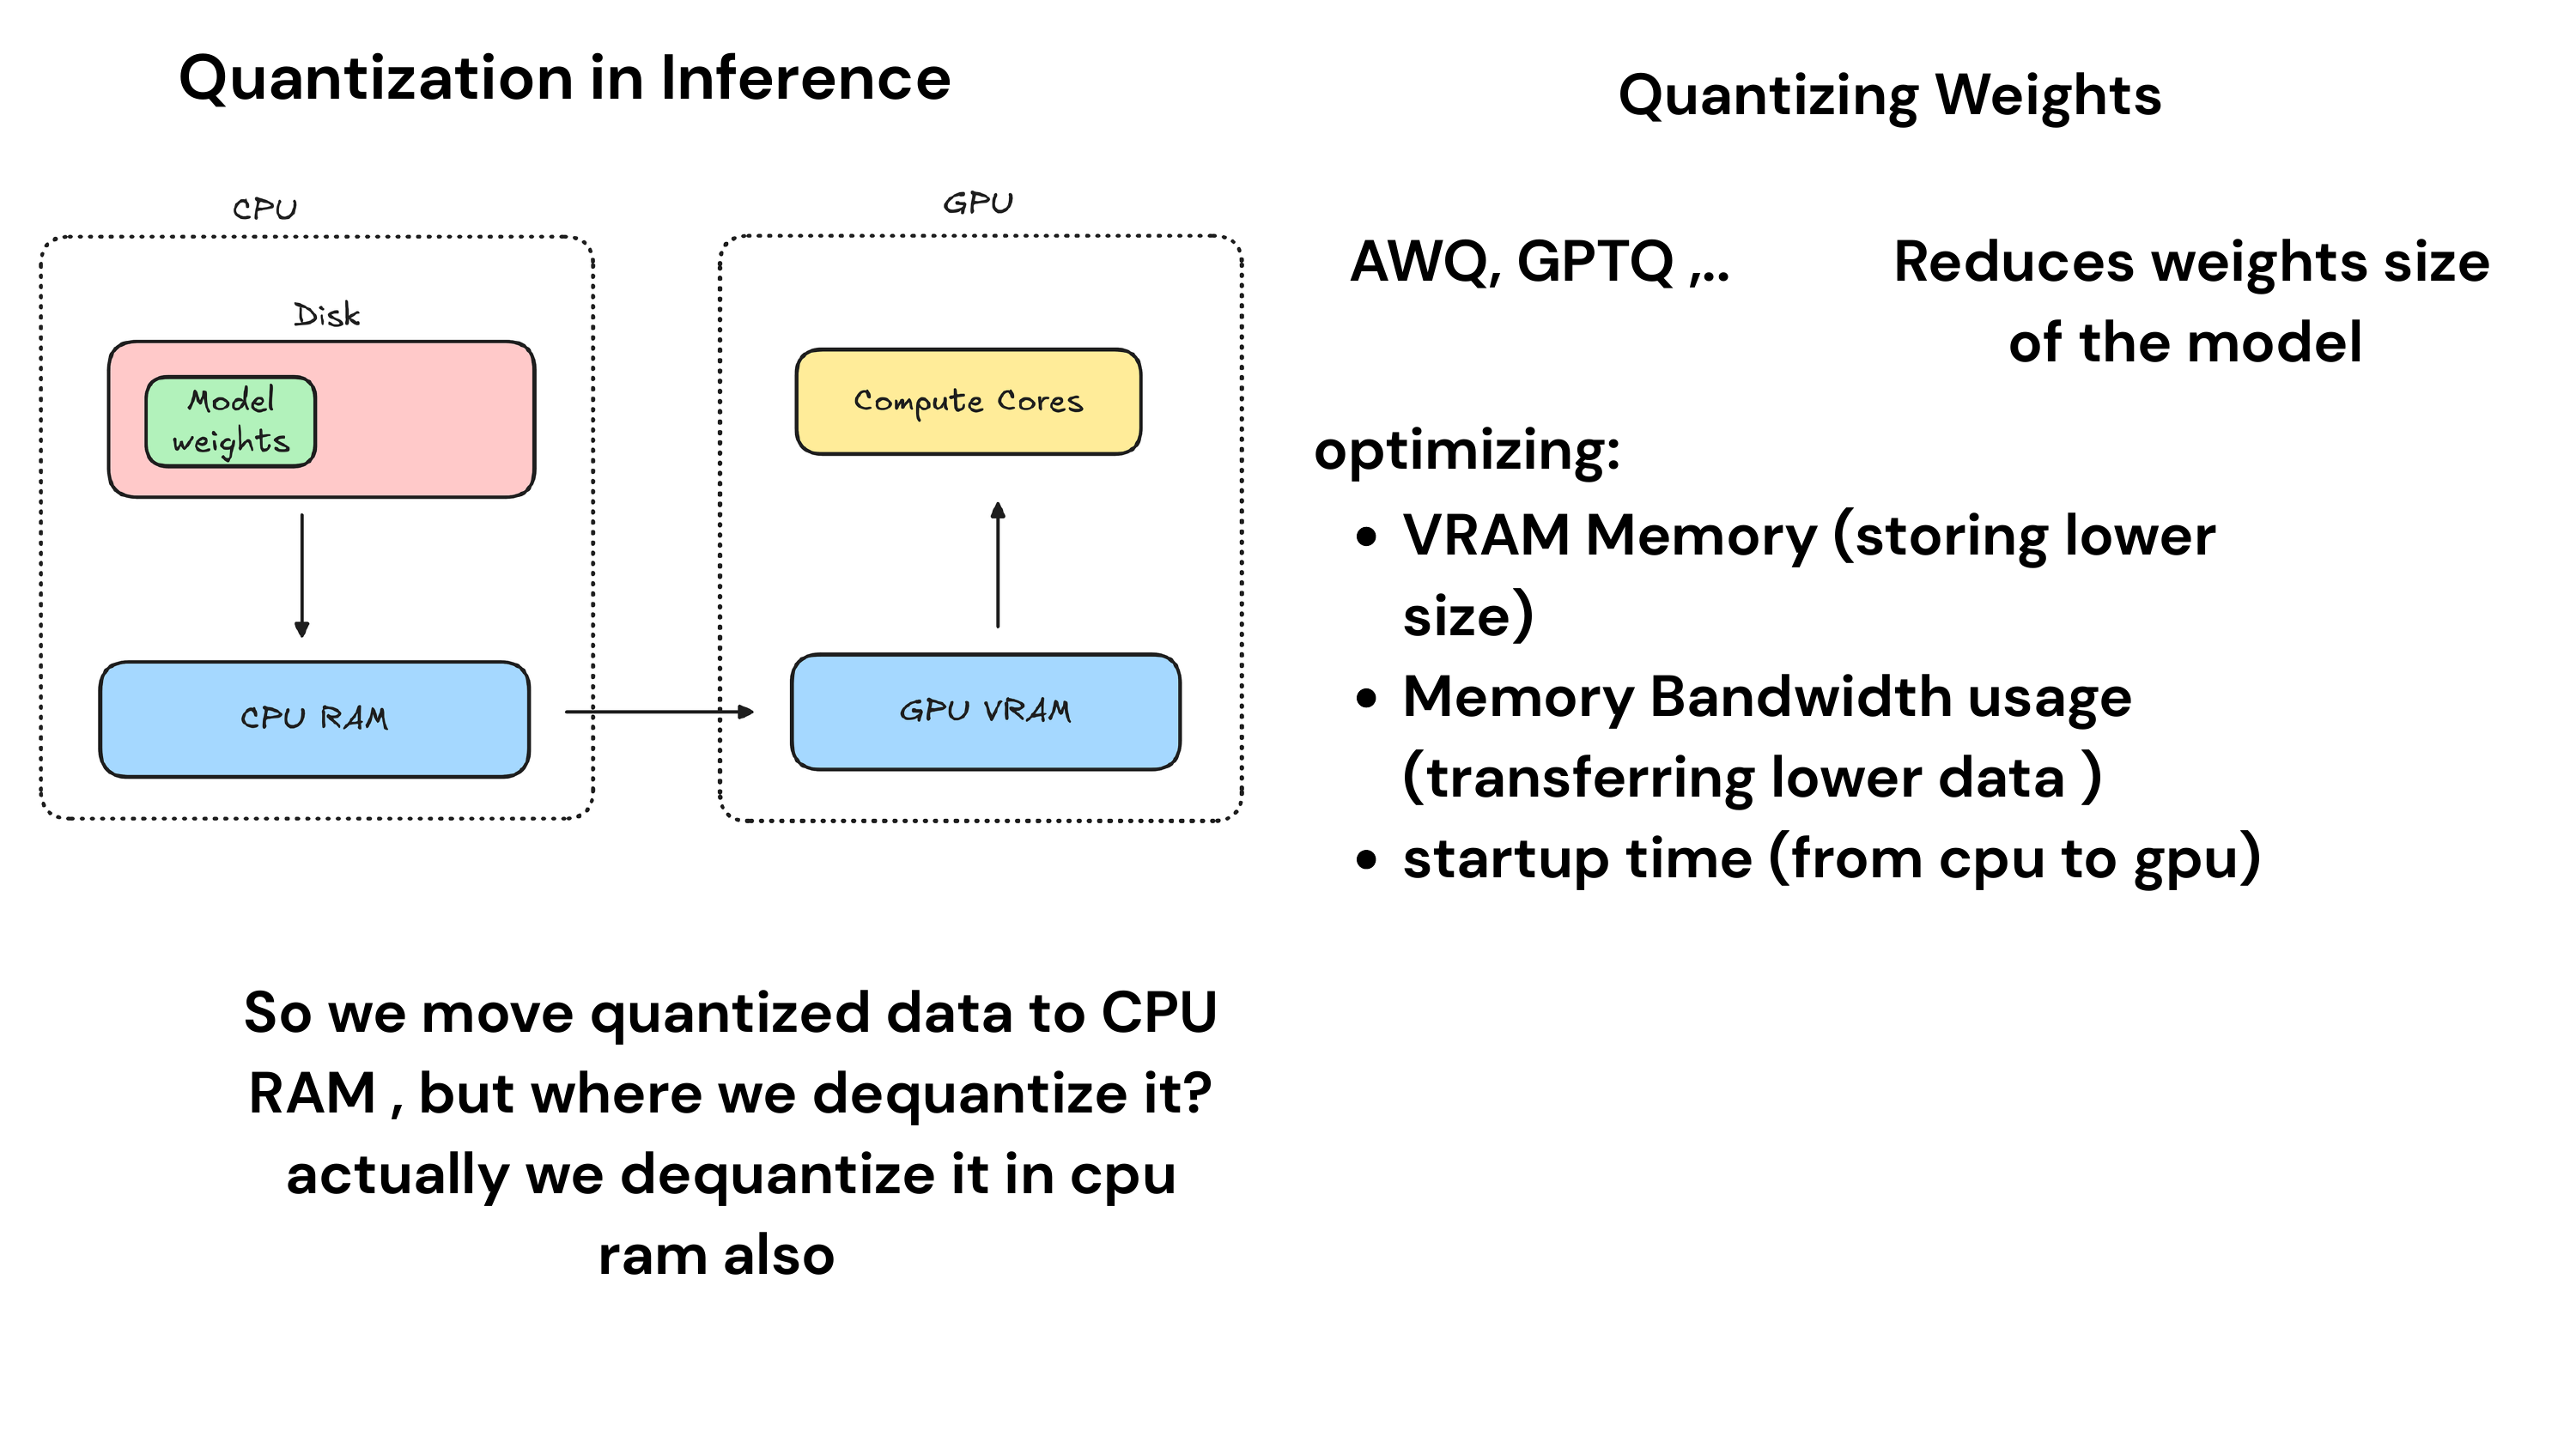 Quantization in Inference
CPU
Disk
Model
weights
CPU RAM
GPU
Compute Cores
GPU VRAM
So we move quantized data to CPU
RAM , but where we dequantize it?
actually we dequantize it in cpu
ram also
Quantizing Weights
AWQ, GPTQ ,..
Reduces weights size
of the model
optimizing:
• VRAM Memory (storing lower
size)
• Memory Bandwidth usage
(transferring lower data )
• startup time (from cpu to gpu)